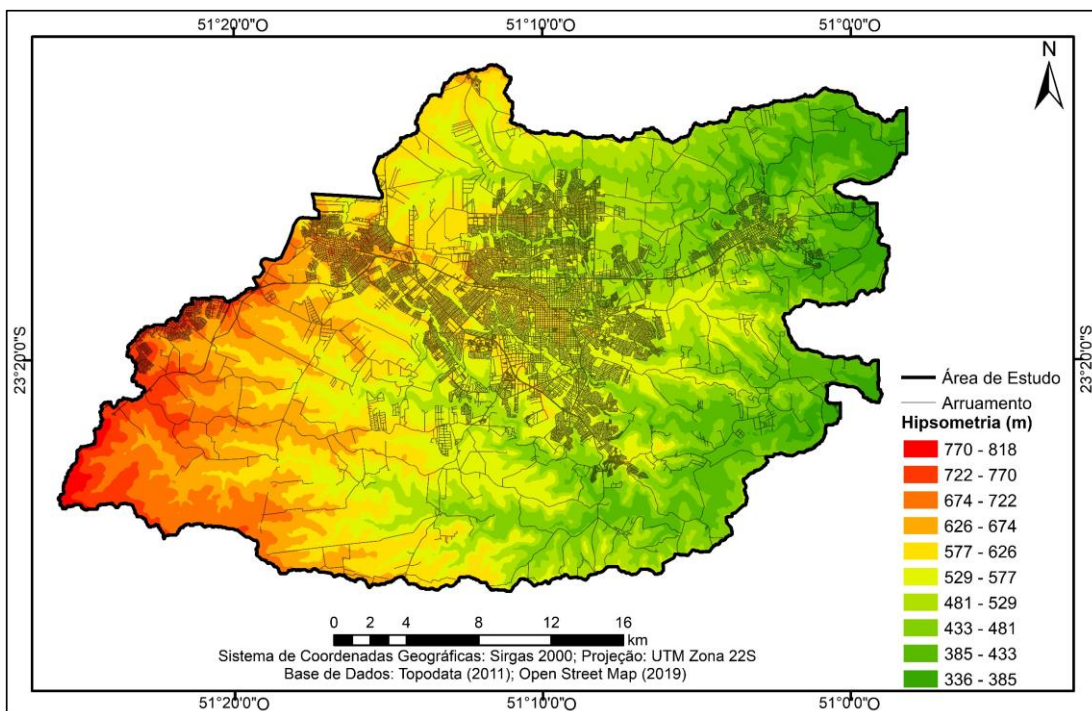 51°20'0"O 51°10'0"O 51°0'0"O
N
23°20'0"S 23°20'0"S
Área de Estudo
Arruamento
Hipsometria (m)
770 - 818
722 - 770
674 - 722
626 - 674
577 - 626
529 - 577
481 - 529
433 - 481
385 - 433
336 - 385
0 2 4 8 12 16
km
Sistema de Coordenadas Geográficas: Sirgas 2000; Projeção: UTM Zona 22S
Base de Dados: Topodata (2011); Open Street Map (2019)
51°20'0"O 51°10'0"O 51°0'0"O